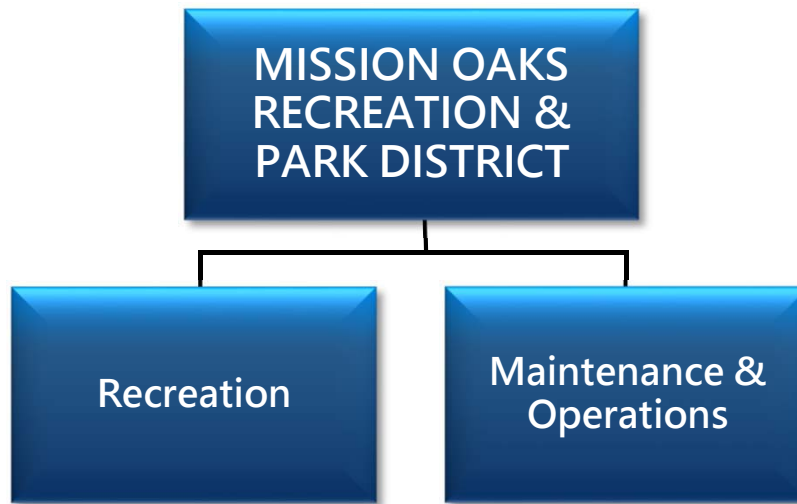 MISSION OAKS
RECREATION &
PARK DISTRICT
Recreation
Maintenance &
Operations